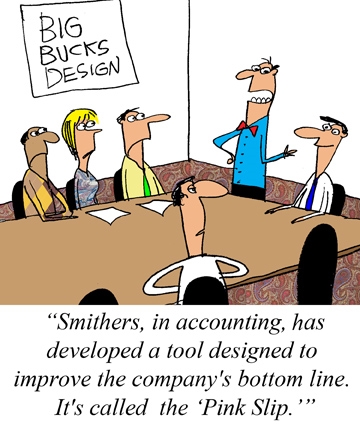 BIG
BUCKS
DESIGN
“Smithers, in accounting, has
developed a tool designed to
improve the company's bottom line.
It's called  the ‘Pink Slip.’”